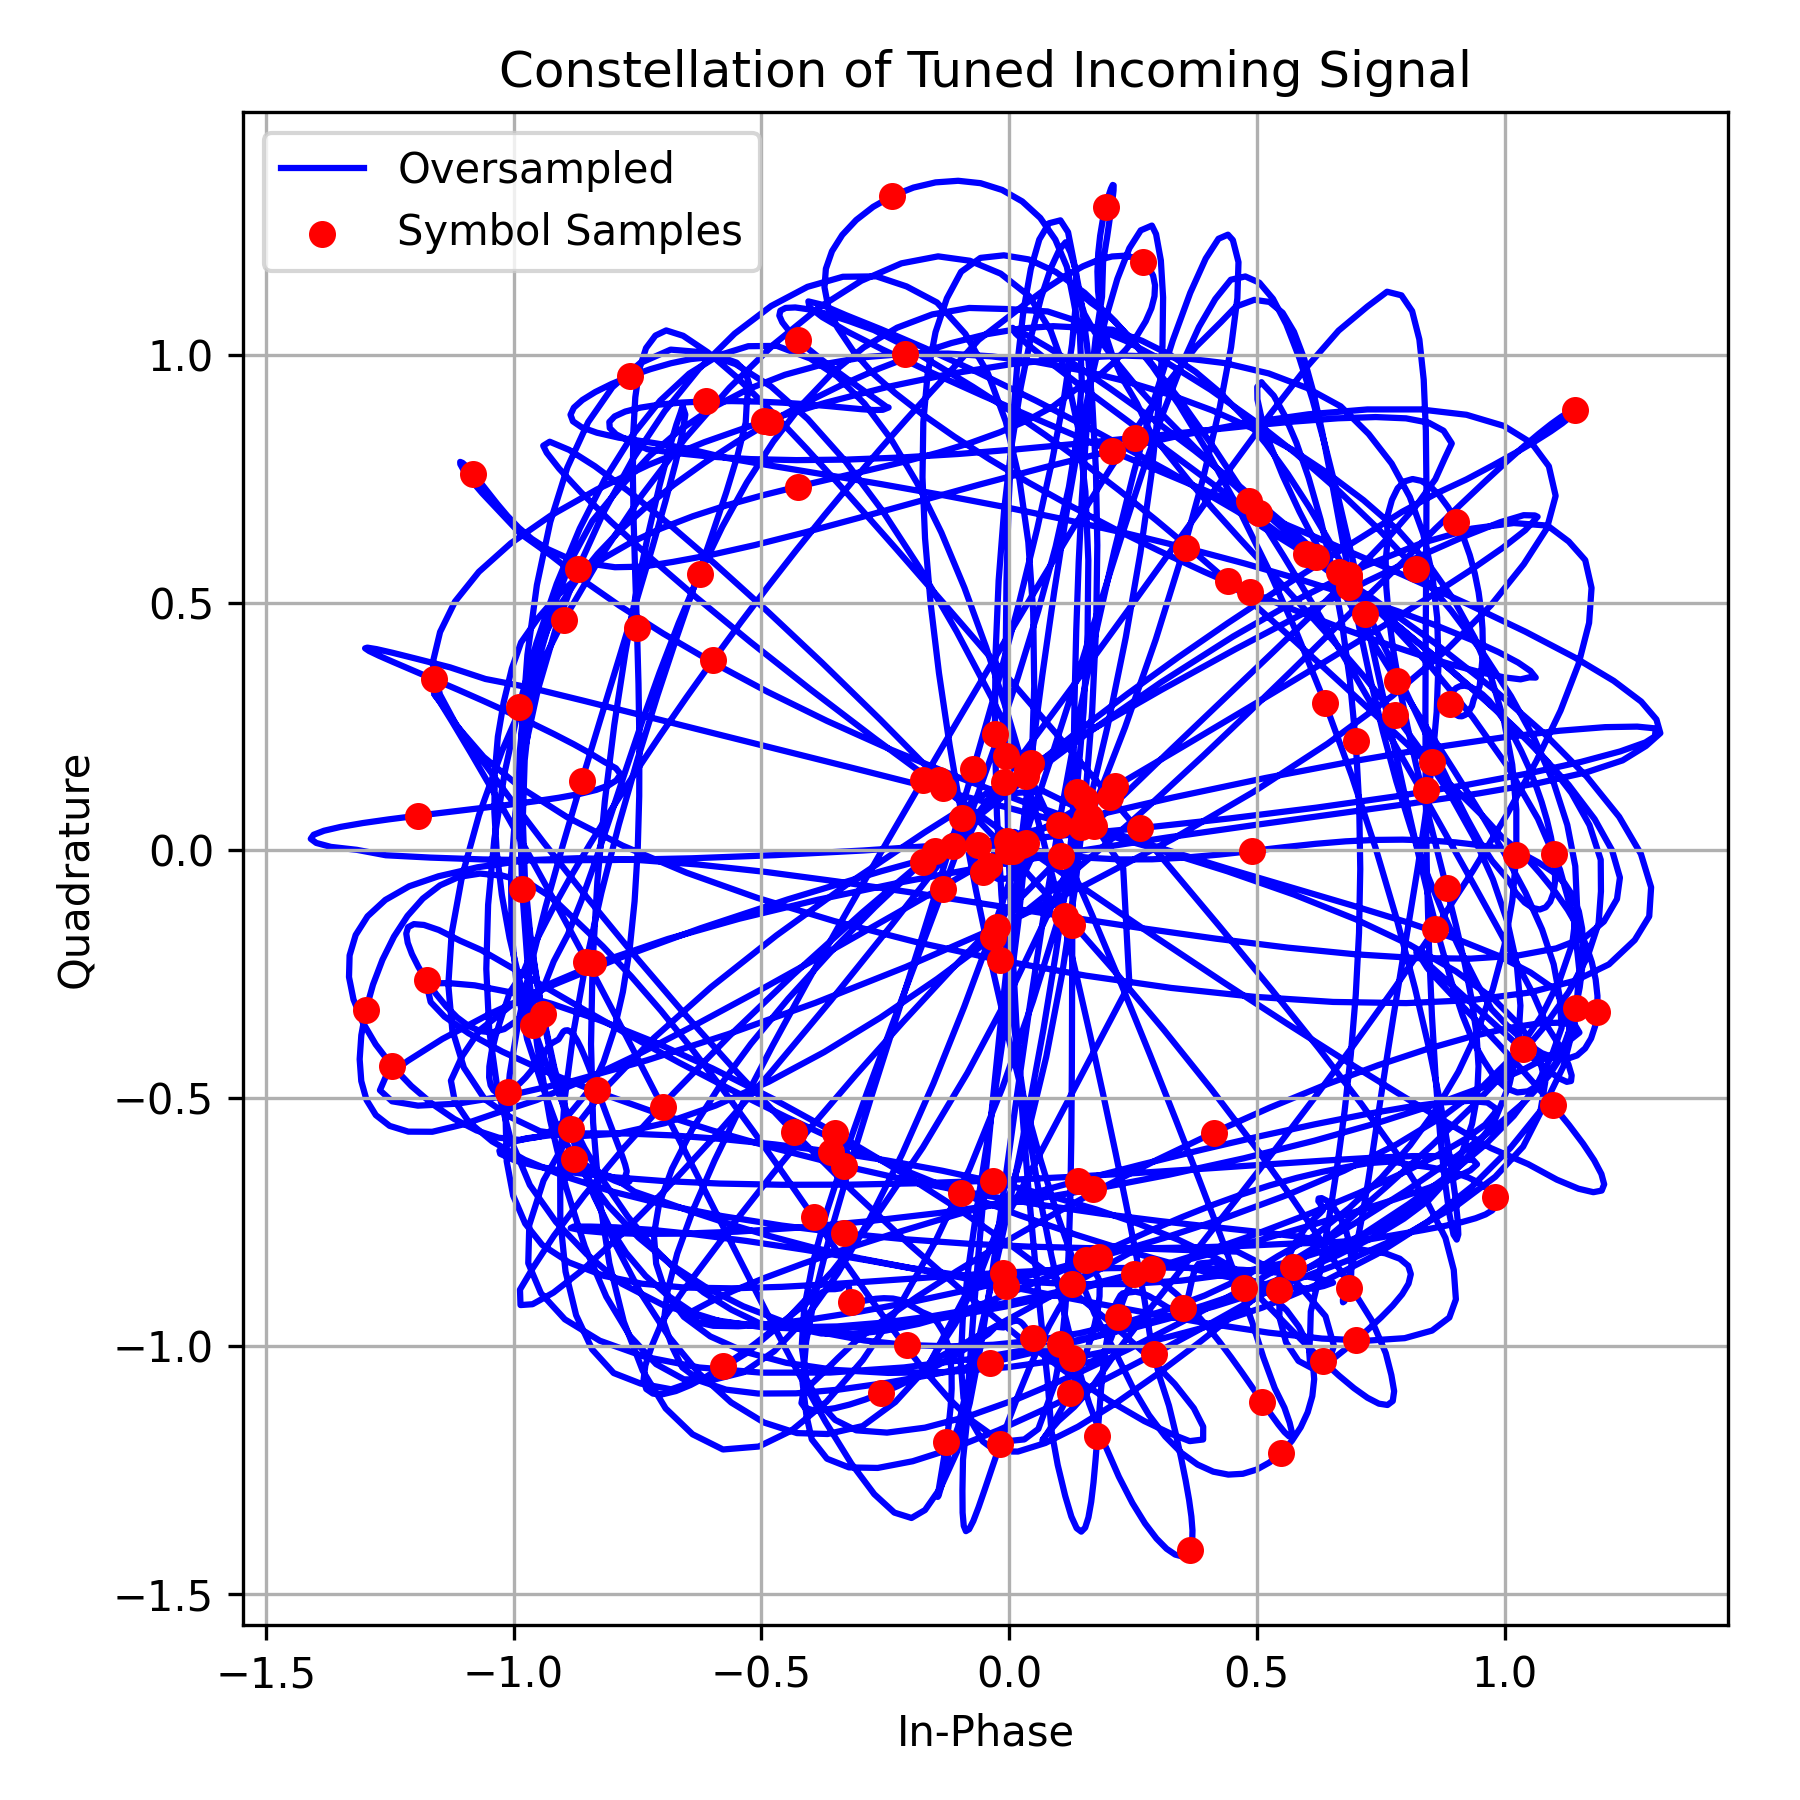 Constellation of Tuned Incoming Signal
Oversampled
Symbol Samples
1.0
0.5
0.0
−0.5
−1.0
−1.5
Quadrature
−1.5 −1.0 −0.5 0.0 0.5 1.0
In-Phase